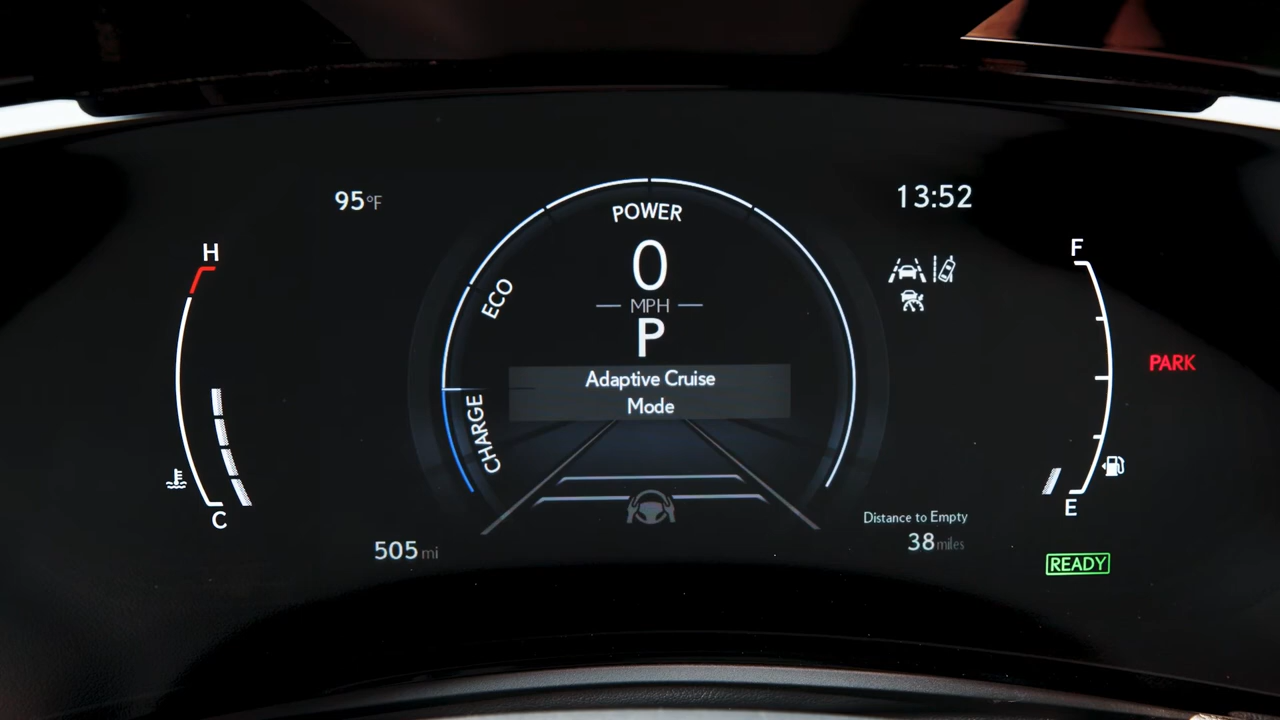 95°F
13:52
H
POWER
F
0
ECO
MPH
P
PARK
Adaptive Cruise
Mode
CHARGE
C
E
Distance to Empty
505 mi
38 miles
READY